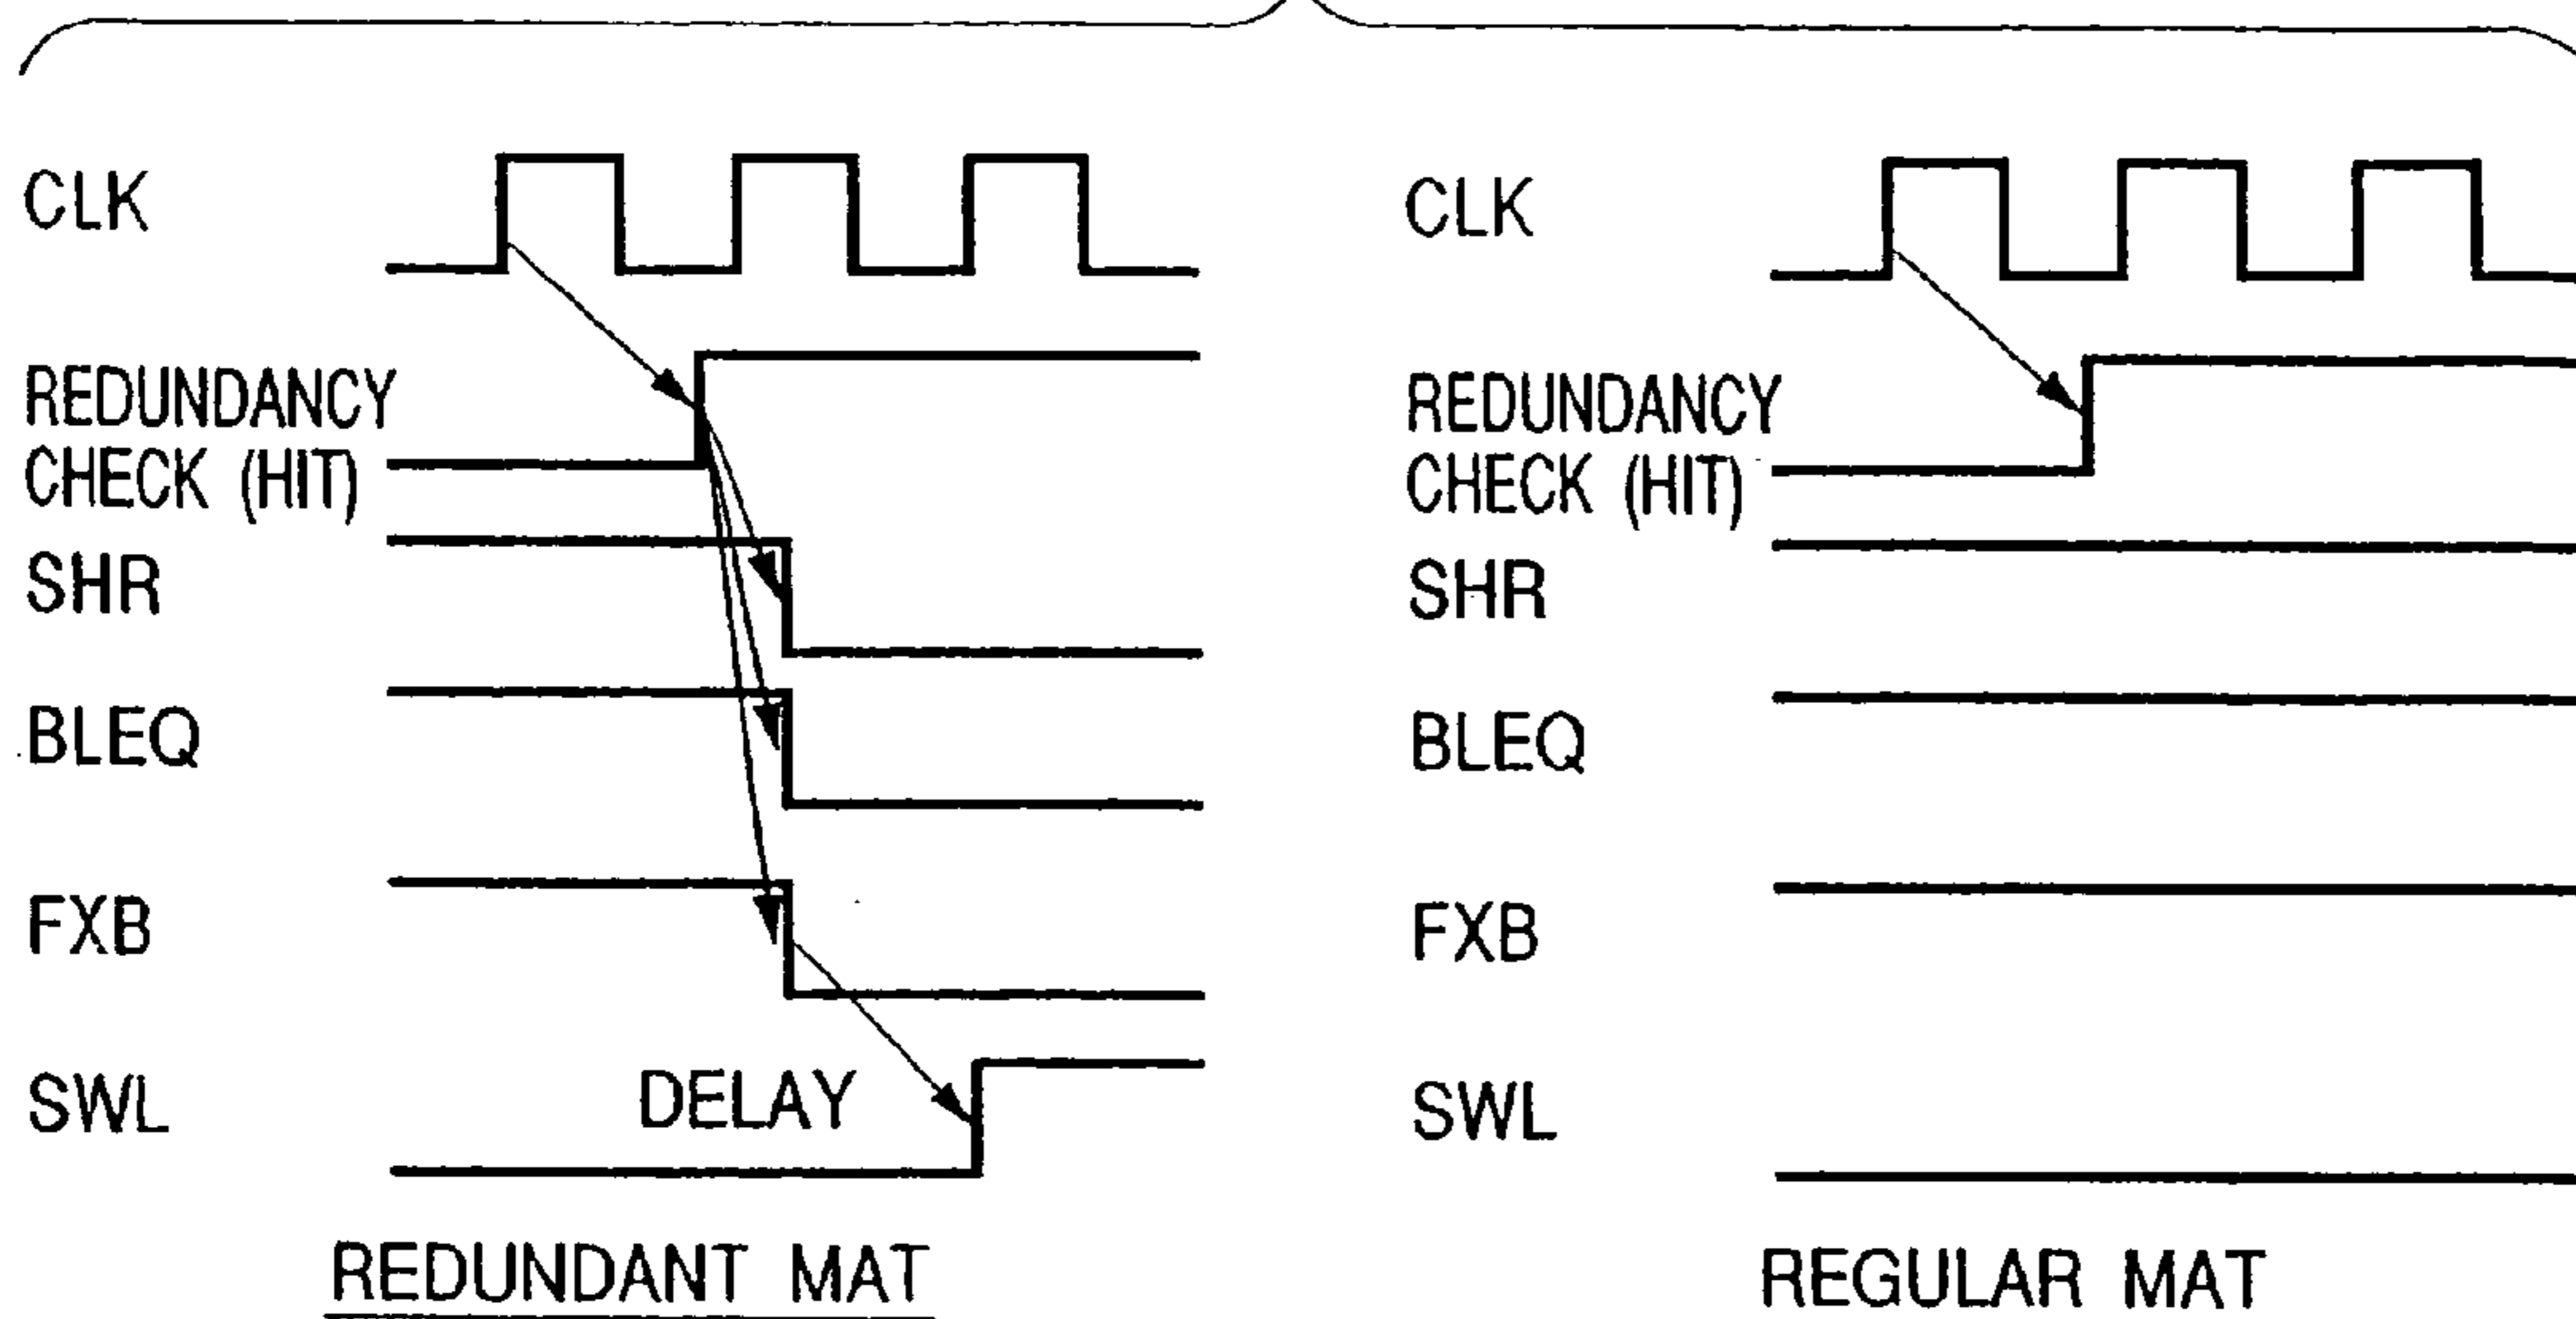 CLK
REDUNDANCY
CHECK (HIT)
SHR
BLEQ
FXB
SWL
DELAY
REDUNDANT MAT
CLK
REDUNDANCY
CHECK (HIT)
SHR
BLEQ
FXB
SWL
REGULAR MAT